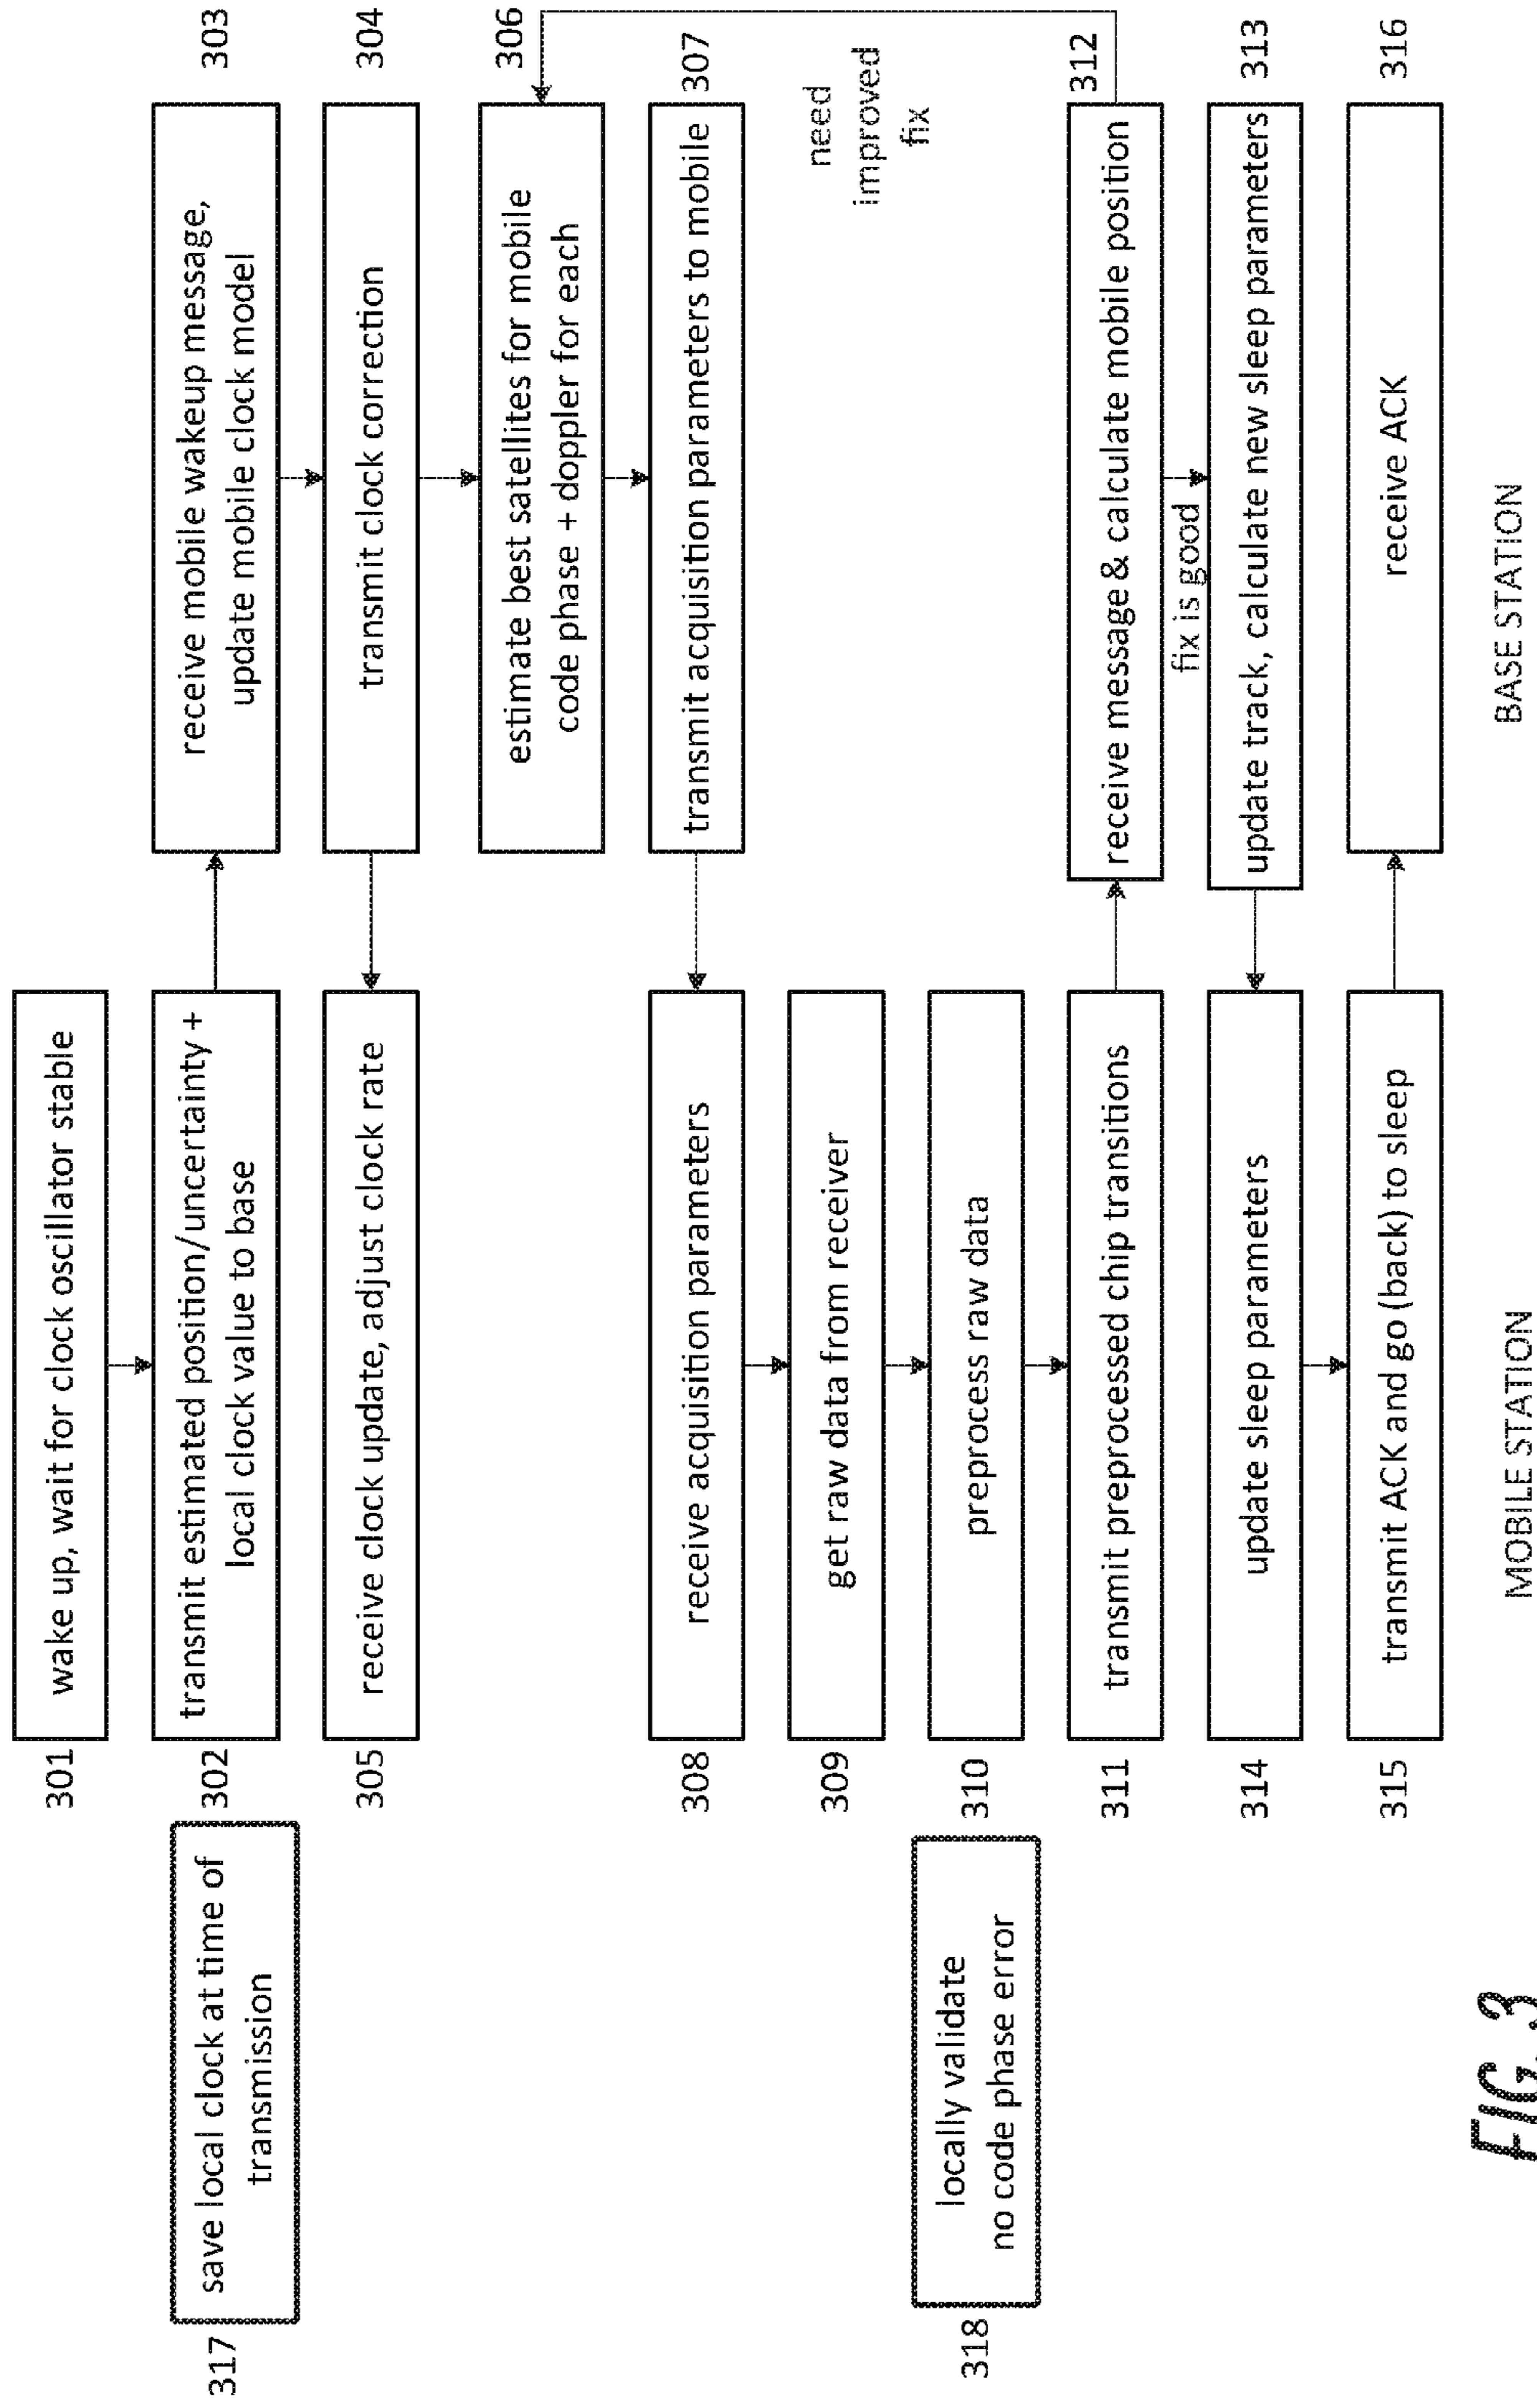 301
wake up, wait for clock oscillator stable
317
save local clock at time of
transmission
302
transmit estimated position/uncertainty +
local clock value to base
303
receive mobile wakeup message,
update mobile clock model
305
receive clock update, adjust clock rate
304
transmit clock correction
306
estimate best satellites for mobile
code phase + doppler for each
308
receive acquisition parameters
307
transmit acquisition parameters to mobile
309
get raw data from receiver
need
improved
fix
318
locally validate
no code phase error
310
preprocess raw data
311
transmit preprocessed chip transitions
312
receive message & calculate mobile position
fix is good
314
update sleep parameters
313
update track, calculate new sleep parameters
315
transmit ACK and go (back) to sleep
316
receive ACK
MOBILE STATION
BASE STATION
FIG. 3